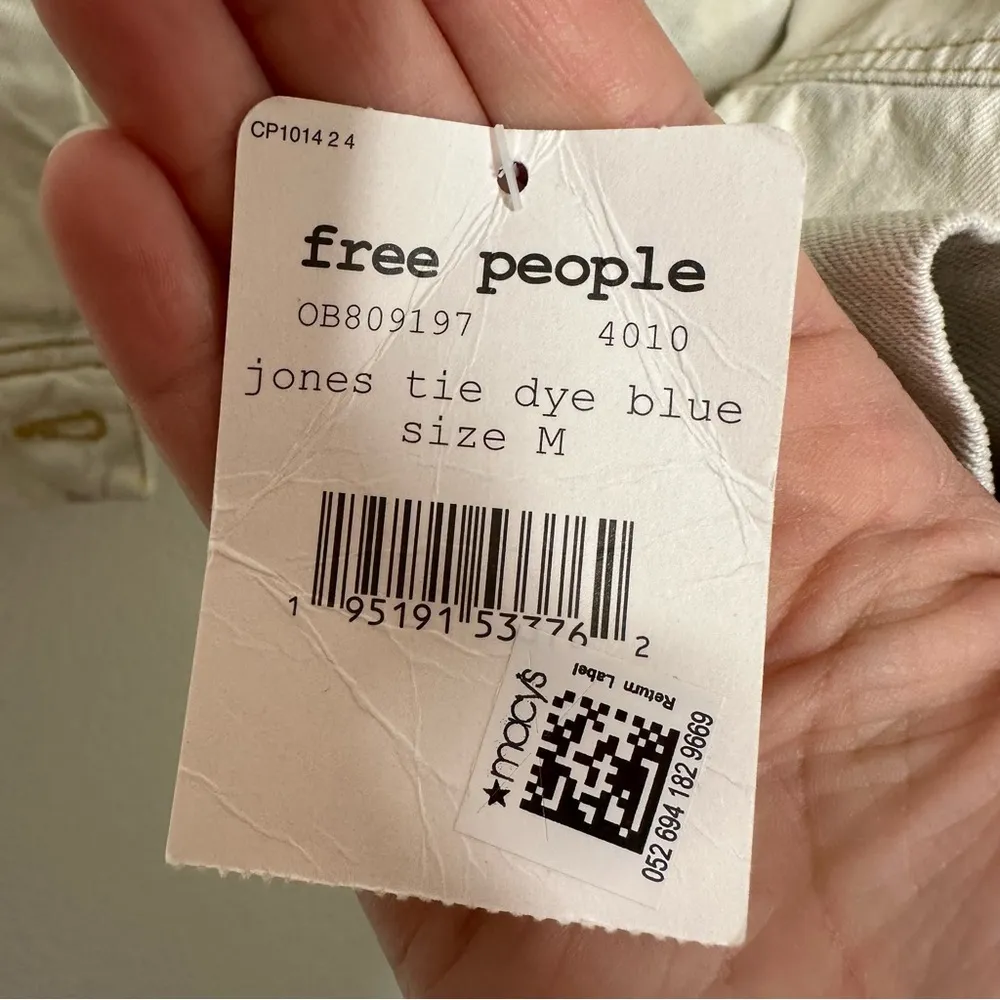 CP101424
free people
OB809197 4010
jones tie dye blue
size M
1 95191 53376 2
★macy's
Return Label
052 694 182 9669